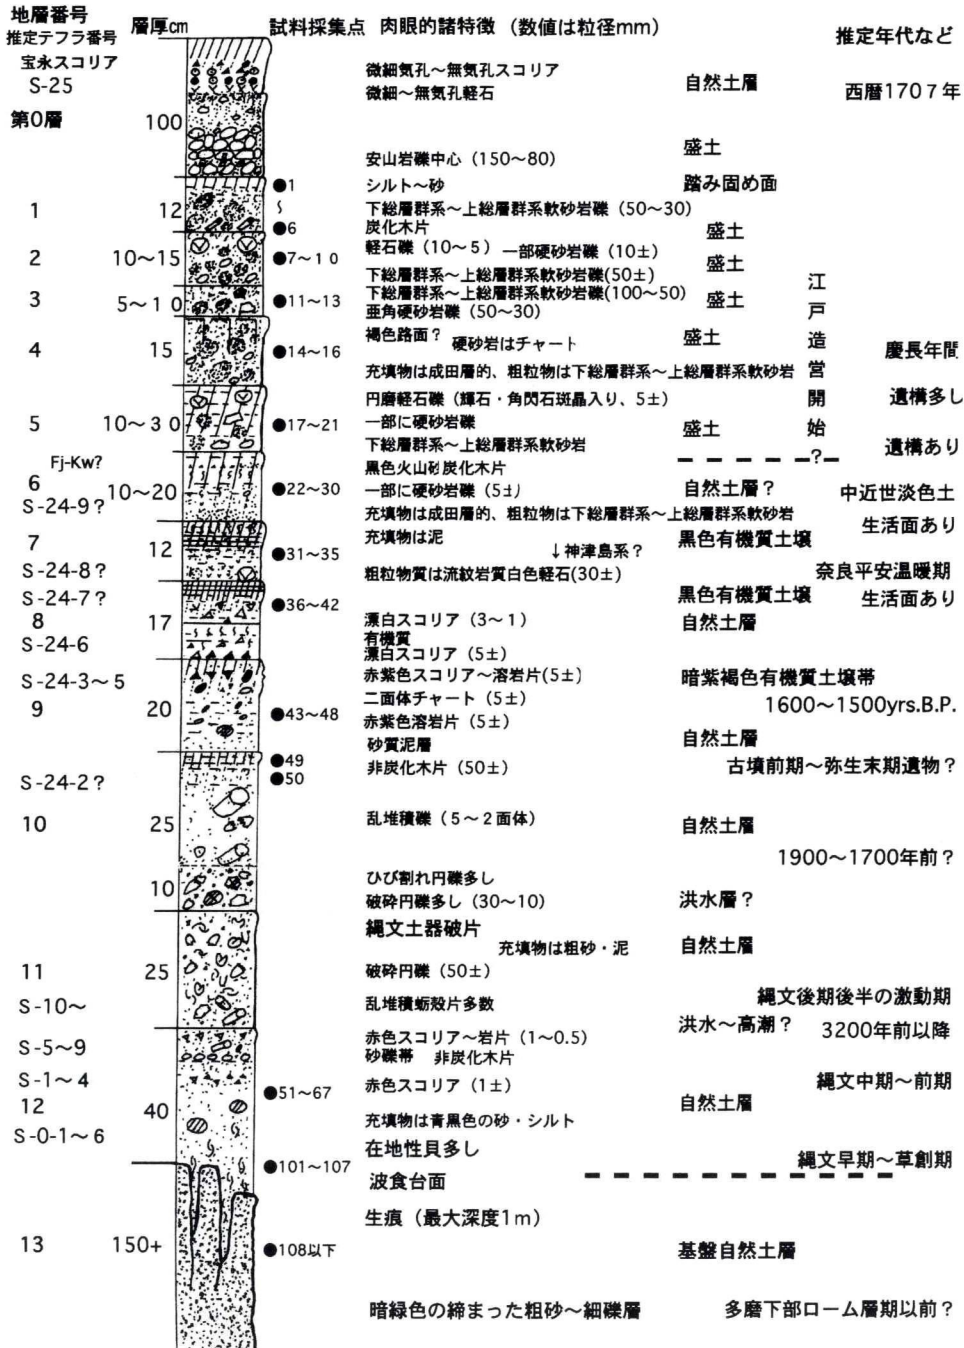 地層番号 層厚cm 試料採集点 肉眼的諸特徴 (数値は粒径mm)
推定テフラ番号 推定年代など
宝永スコリア 微細気孔～無気孔スコリア
S-25 微細～無気孔軽石 自然土層 西暦1707年
第0層 100
安山岩礫中心 (150～80) 盛土
●1 シルト～砂 踏み固め面
1 12 ～ 下総層群系～上総層群系軟砂岩礫 (50～30)
●6 炭化木片 盛土
軽石礫 (10～5) 一部硬砂岩礫 (10±)
2 10～15 ●7～10 盛土
下総層群系～上総層群系軟砂岩礫(50±)
3 5～10 ●11～13 下総層群系～上総層群系軟砂岩礫(100～50) 盛土
亜角硬砂岩礫 (50～30)
褐色路面? 硬砂岩はチャート 盛土
4 15 ●14～16 慶長年間
充填物は成田層的、粗粒物は下総層群系～上総層群系軟砂岩
円磨軽石礫 (輝石・角閃石斑晶入り、5±) 遺構多し
5 10～30 ●17～21 一部に硬砂岩礫 盛土
下総層群系～上総層群系軟砂岩 遺構あり
江戸造営開始?
Fj-Kw? 黒色火山砂炭化木片
6 10～20 ●22～30 一部に硬砂岩礫 (5±) 自然土層? 中近世淡色土
S-24-9? 充填物は成田層的、粗粒物は下総層群系～上総層群系軟砂岩
7 12 ●31～35 充填物は泥 黒色有機質土壌 生活面あり
↓神津島系?
S-24-8? 粗粒物質は流紋岩質白色軽石(30±) 奈良平安温暖期
S-24-7? ●36～42 黒色有機質土壌 生活面あり
8 17 漂白スコリア (3～1) 自然土層
有機質
S-24-6 漂白スコリア (5±)
S-24-3～5 赤紫色スコリア～溶岩片(5±) 暗紫褐色有機質土壌帯
二面体チャート (5±) 1600～1500yrs.B.P.
9 20 ●43～48 赤紫色溶岩片 (5±)
砂質泥層 自然土層
●49 非炭化木片 (50±) 古墳前期～弥生末期遺物?
S-24-2? ●50
10 25 乱堆積礫 (5～2面体) 自然土層
1900～1700年前?
ひび割れ円礫多し
10 破砕円礫多し (30～10) 洪水層?
縄文土器破片
充填物は粗砂・泥 自然土層
11 25 破砕円礫 (50±)
S-10～ 乱堆積蛎殻片多数 縄文後期後半の激動期
洪水～高潮? 3200年前以降
S-5～9 赤色スコリア～岩片 (1～0.5)
砂礫帯 非炭化木片
S-1～4 赤色スコリア (1±) 縄文中期～前期
●51～67
12 40 自然土層
充填物は青黒色の砂・シルト
S-0-1～6 在地性貝多し
●101～107 縄文早期～草創期
波食台面
生痕 (最大深度1m)
13 150+ ●108以下 基盤自然土層
暗緑色の締まった粗砂～細礫層 多磨下部ローム層期以前?